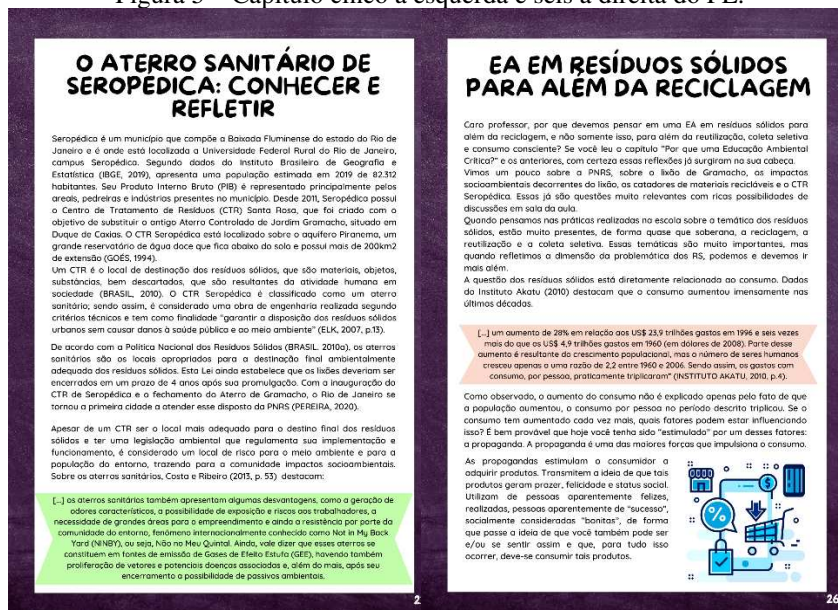 Figura 5 – Capítulo cinco à esquerda e seis à direita do PE.
O ATERRO SANITÁRIO DE
SEROPÉDICA: CONHECER E
REFLETIR
Seropédica é um município que compõe a Baixada Fluminense do estado do Rio de
Janeiro e é onde está localizada a Universidade Federal Rural do Rio de Janeiro,
campus Seropédica. Segundo dados do Instituto Brasileiro de Geografia e
Estatística (IBGE, 2019), apresenta uma população estimada em 2019 de 82.312
habitantes. Seu Produto Interno Bruto (PIB) é representado principalmente pelos
areais, pedreiras e indústrias presentes no município. Desde 2011, Seropédica possui
o Centro de Tratamento de Resíduos (CTR) Santa Rosa, que foi criado com o
objetivo de substituir o antigo Aterro Controlado de Jardim Gramacho, situado em
Duque de Caxias. O CTR Seropédica está localizado sobre o aquífero Piranema, um
grande reservatório de água doce que fica abaixo do solo e possui mais de 200km2
de extensão (GOÉS, 1994).
Um CTR é o local de destinação dos resíduos sólidos, que são materiais, objetos,
substâncias, bem descartados, que são resultantes da atividade humana em
sociedade (BRASIL, 2010). O CTR Seropédica é classificado como um aterro
sanitário; sendo assim, é considerado uma obra de engenharia realizada segundo
critérios técnicos e tem como finalidade "garantir a disposição dos resíduos sólidos
urbanos sem causar danos à saúde pública e ao meio ambiente" (ELK, 2007, p.13).
De acordo com a Política Nacional dos Resíduos Sólidos (BRASIL. 2010a), os aterros
sanitários são os locais apropriados para a destinação final ambientalmente
adequada dos resíduos sólidos. Esta Lei ainda estabelece que os lixões deveriam ser
encerrados em um prazo de 4 anos após sua promulgação. Com a inauguração do
CTR de Seropédica e o fechamento do Aterro de Gramacho, o Rio de Janeiro se
tornou a primeira cidade a atender esse disposto da PNRS (PEREIRA, 2020).
Apesar de um CTR ser o local mais adequado para o destino final dos resíduos
sólidos e ter uma legislação ambiental que regulamenta sua implementação e
funcionamento, é considerado um local de risco para o meio ambiente e para a
população do entorno, trazendo para a comunidade impactos socioambientais.
Sobre os aterros sanitários, Costa e Ribeiro (2013, p. 53) destacam:
[...] os aterros sanitários também apresentam algumas desvantagens, como a geração de
odores característicos, a possibilidade de exposição e riscos aos trabalhadores, a
necessidade de grandes áreas para o empreendimento e ainda a resistência por parte da
comunidade do entorno, fenômeno internacionalmente conhecido como Not in My Back
Yard (NINBY), ou seja, Não no Meu Quintal. Ainda, vale dizer que esses aterros se
constituem em fontes de emissão de Gases de Efeito Estufa (GEE), havendo também
proliferação de vetores e potenciais doenças associadas e, além do mais, após seu
encerramento a possibilidade de passivos ambientais.
2
EA EM RESÍDUOS SÓLIDOS
PARA ALÉM DA RECICLAGEM
Caro professor, por que devemos pensar em uma EA em resíduos sólidos para
além da reciclagem, e não somente isso, para além da reutilização, coleta seletiva
e consumo consciente? Se você leu o capítulo "Por que uma Educação Ambiental
Crítica?" e os anteriores, com certeza essas reflexões já surgiram na sua cabeça.
Vimos um pouco sobre a PNRS, sobre o lixão de Gramacho, os impactos
socioambientais decorrentes do lixão, as catadores de materiais recicláveis e o CTR
Seropédica. Essas já são questões muito relevantes com ricas possibilidades de
discussões em sala da aula.
Quando pensamos nas práticas realizadas na escola sobre a temática dos resíduos
sólidos, estão muito presentes, de forma quase que soberana, a reciclagem, a
reutilização e a coleta seletiva. Essas temáticas são muito importantes, mas
quando refletimos a dimensão da problemática dos RS, podemos e devemos ir
mais além.
A questão dos resíduos sólidos está diretamente relacionada ao consumo. Dados
do Instituto Akatu (2010) destacam que o consumo aumentou imensamente nas
últimas décadas.
[...] um aumento de 28% em relação aos US$ 23,9 trilhões gastos em 1996 e seis vezes
mais do que os US$ 4,9 trilhões gastos em 1960 (em dólares de 2008). Parte desse
aumento é resultante do crescimento populacional, mas o número de seres humanos
cresceu apenas a uma razão de 2,2 entre 1960 e 2006. Sendo assim, os gastos com
consumo, por pessoa, praticamente triplicaram" (INSTITUTO AKATU, 2010, p.4).
Como observado, o aumento do consumo não é explicado apenas pelo fato de que
a população aumentou, o consumo por pessoa no período descrito triplicou. Se o
consumo tem aumentado cada vez mais, quais fatores podem estar influenciando
isso? É bem provável que hoje você tenha sido "estimulado" por um desses fatores:
a propaganda. A propaganda é uma das maiores forças que impulsiona o consumo.
As propagandas estimulam o consumidor a
adquirir produtos. Transmitem a ideia de que tais
produtos geram prazer, felicidade e status social.
Utilizam de pessoas aparentemente felizes,
realizadas, pessoas aparentemente de "sucesso",
socialmente consideradas "bonitas", de forma
que passe a ideia de que você também pode ser
e/ou se sentir assim e que, para tudo isso
ocorrer, deve-se consumir tais produtos.
26